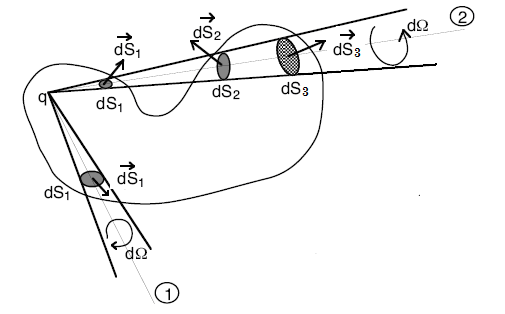 ②
dΩ
dS₁
dS₂
dS₃
q
dS₁
dS₂
dS₃
dS₁
dS₁
dΩ
①